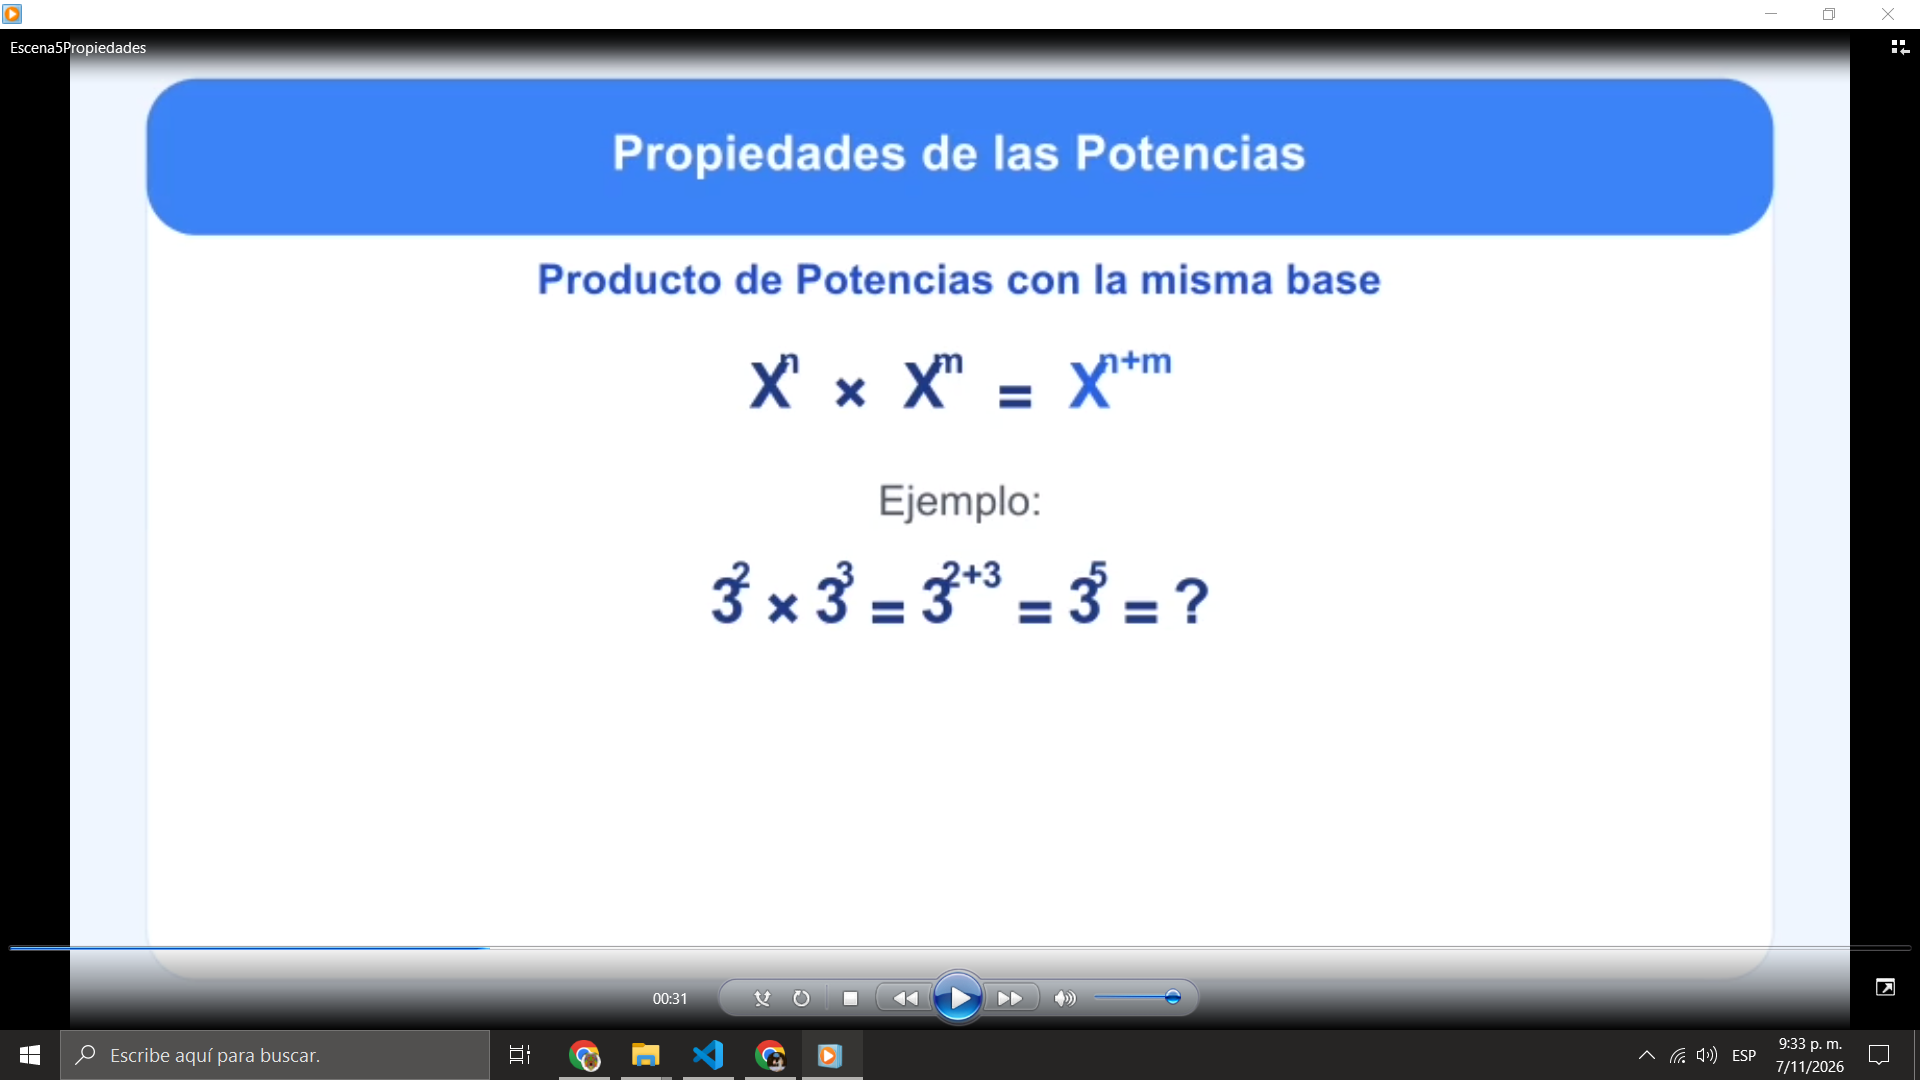 Escena5Propiedades
Propiedades de las Potencias
Producto de Potencias con la misma base
Xⁿ × Xᵐ = Xⁿ⁺ᵐ
Ejemplo:
3² × 3³ = 3²⁺³ = 3⁵ = ?
00:31
Escribe aquí para buscar.
ESP
9:33 p. m.
7/11/2026